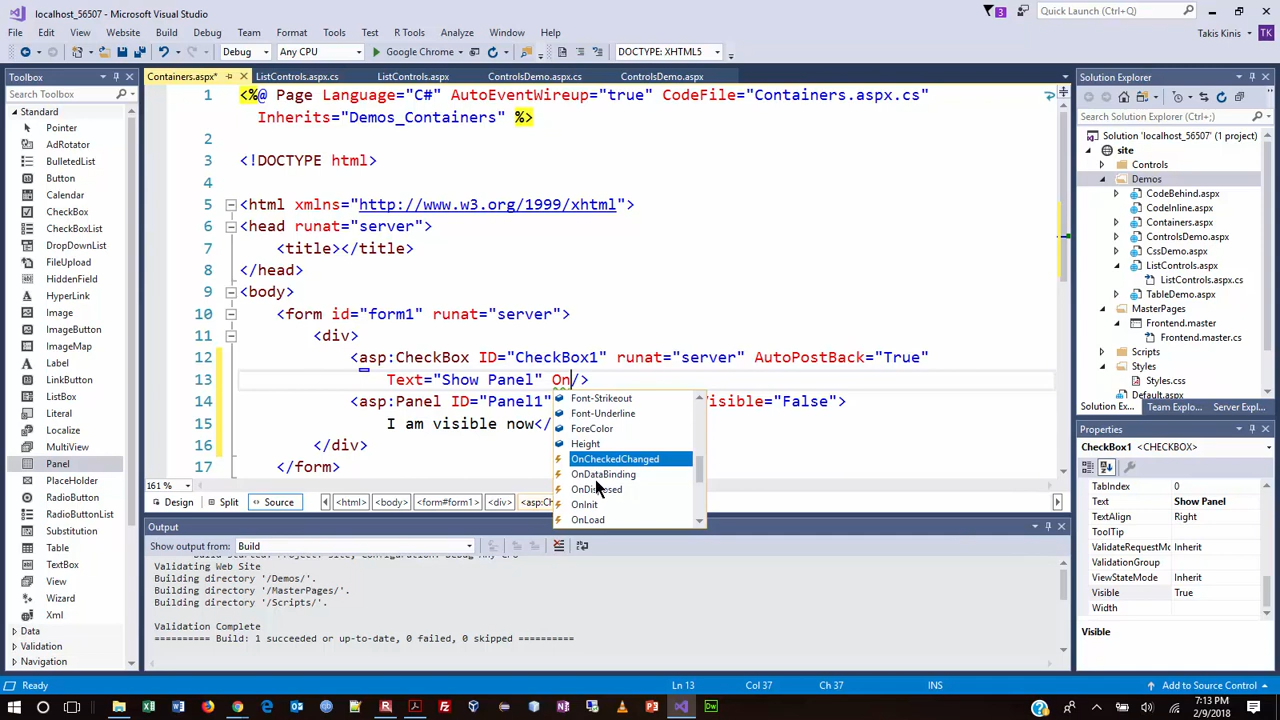 localhost_56507 - Microsoft Visual Studio
3
Quick Launch (Ctrl+Q)
File Edit View Website Build Debug Team Format Tools Test R Tools Analyze Window Help
Takis Kinis TK
Debug Any CPU Google Chrome DOCTYPE: XHTML5
Toolbox
Search Toolbox
Standard
Pointer
AdRotator
BulletedList
Button
Calendar
CheckBox
CheckBoxList
DropDownList
FileUpload
HiddenField
HyperLink
Image
ImageButton
ImageMap
Label
LinkButton
ListBox
Literal
Localize
MultiView
Panel
PlaceHolder
RadioButton
RadioButtonList
Substitution
Table
TextBox
View
Wizard
Xml
Data
Validation
Navigation
Containers.aspx* ListControls.aspx.cs ListControls.aspx ControlsDemo.aspx.cs ControlsDemo.aspx
1 <%@ Page Language="C#" AutoEventWireup="true" CodeFile="Containers.aspx.cs"
Inherits="Demos_Containers" %>
2
3 <!DOCTYPE html>
4
5 <html xmlns="http://www.w3.org/1999/xhtml">
6 <head runat="server">
7 <title></title>
8 </head>
9 <body>
10 <form id="form1" runat="server">
11 <div>
12 <asp:CheckBox ID="CheckBox1" runat="server" AutoPostBack="True"
13 Text="Show Panel" On/>
14 <asp:Panel ID="Panel1" Visible="False">
15 I am visible now</
16 </div>
17 </form>
Font-Strikeout
Font-Underline
ForeColor
Height
OnCheckedChanged
OnDataBinding
OnDisposed
OnInit
OnLoad
161 %
Design Split Source <html> <body> <form#form1> <div> <asp:Ch
Output
Show output from: Build
Validating Web Site
Building directory '/Demos/'.
Building directory '/MasterPages/'.
Building directory '/Scripts/'.
Validation Complete
========== Build: 1 succeeded or up-to-date, 0 failed, 0 skipped ==========
Solution Explorer
Search Solution Explorer (Ctrl+;)
Solution 'localhost_56507' (1 project)
site
Controls
Demos
CodeBehind.aspx
CodeInline.aspx
Containers.aspx
ControlsDemo.aspx
CssDemo.aspx
ListControls.aspx
ListControls.aspx.cs
TableDemo.aspx
MasterPages
Frontend.master
Frontend.master.cs
Scripts
Styles
Styles.css
Default.aspx
Solution Ex... Team Explo... Server Expl...
Properties
CheckBox1 <CHECKBOX>
TabIndex 0
Text Show Panel
TextAlign Right
ToolTip
ValidateRequestMo Inherit
ValidationGroup
ViewStateMode Inherit
Visible True
Width
Visible
Ready Ln 13 Col 37 Ch 37 INS Add to Source Control
7:13 PM
2/9/2018